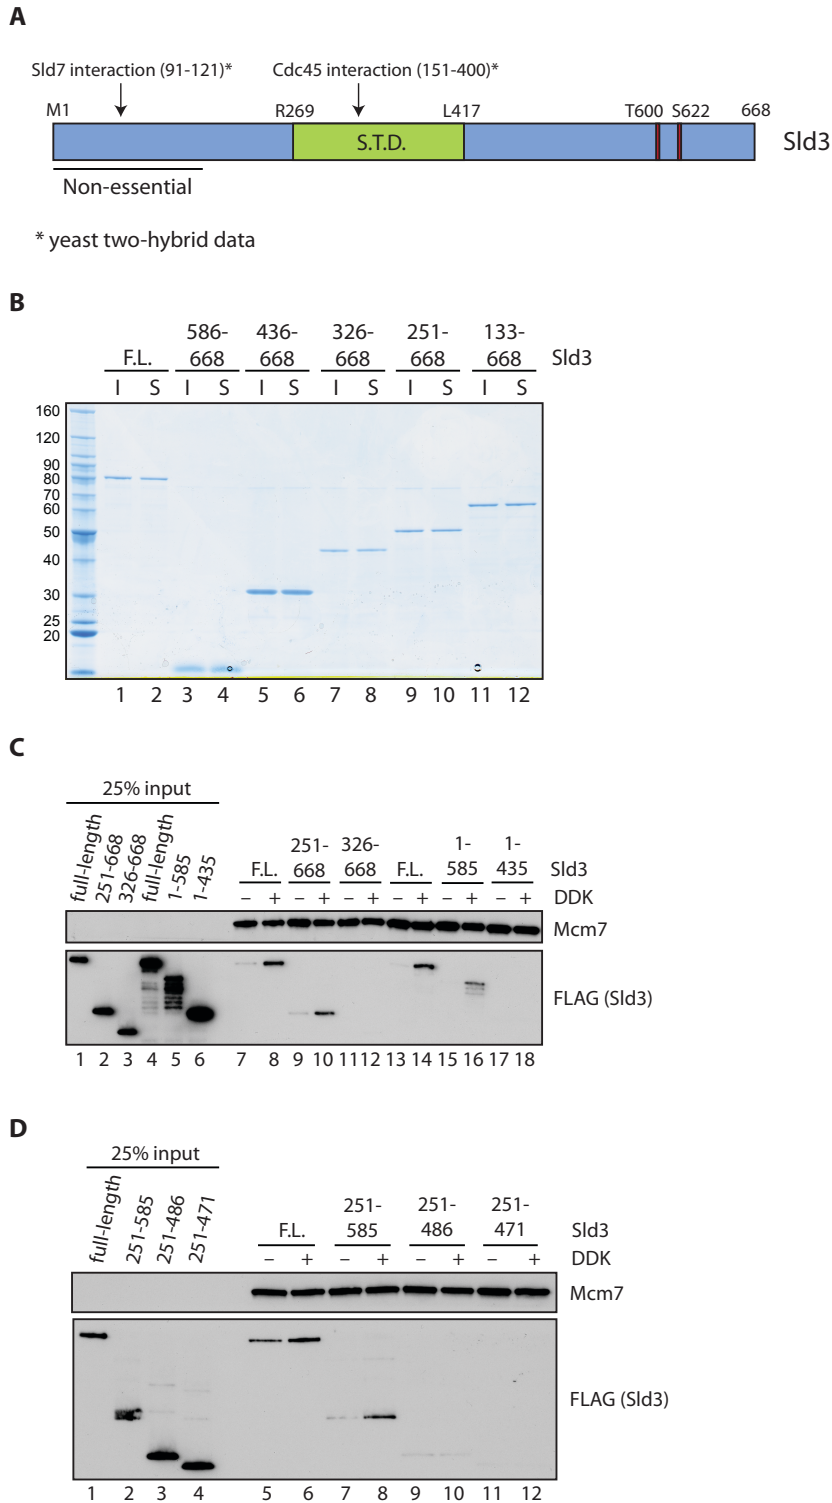 A
Sld7 interaction (91-121)* Cdc45 interaction (151-400)*
M1 R269 L417 T600 S622 668
S.T.D. Sld3
Non-essential
* yeast two-hybrid data
B
586- 436- 326- 251- 133-
F.L. 668 668 668 668 668 Sld3
I S I S I S I S I S I S
160
120
90
80
70
60
50
40
30
25
20
1 2 3 4 5 6 7 8 9 10 11 12
C
25% input
full-length 251-668 326-668 full-length 1-585 1-435
251- 326- 1- 1-
F.L. 668 668 F.L. 585 435 Sld3
– + – + – + – + – + – + DDK
Mcm7
FLAG (Sld3)
1 2 3 4 5 6 7 8 9 10 11 12 13 14 15 16 17 18
D
25% input
full-length 251-585 251-486 251-471
251- 251- 251-
F.L. 585 486 471 Sld3
– + – + – + – + DDK
Mcm7
FLAG (Sld3)
1 2 3 4 5 6 7 8 9 10 11 12